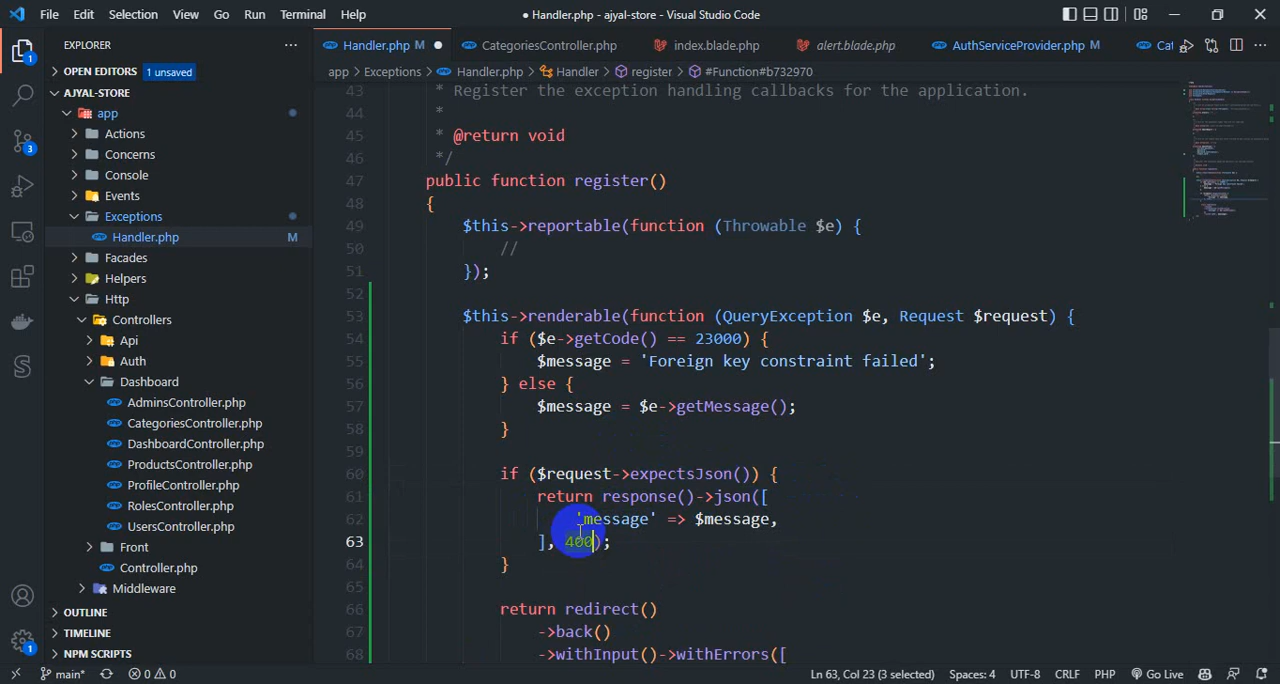 File Edit Selection View Go Run Terminal Help
● Handler.php - ajyal-store - Visual Studio Code
EXPLORER
Handler.php M ●
CategoriesController.php
index.blade.php
alert.blade.php
AuthServiceProvider.php M
Cat
OPEN EDITORS 1 unsaved
app > Exceptions > Handler.php > Handler > register > #Function#b732970
AJYAL-STORE
app
Actions
Concerns
Console
Events
Exceptions
Handler.php M
Facades
Helpers
Http
Controllers
Api
Auth
Dashboard
AdminsController.php
CategoriesController.php
DashboardController.php
ProductsController.php
ProfileController.php
RolesController.php
UsersController.php
Front
Controller.php
Middleware
OUTLINE
TIMELINE
NPM SCRIPTS
1
3
1
43 * Register the exception handling callbacks for the application.
44 *
45 * @return void
46 */
47 public function register()
48 {
49 $this->reportable(function (Throwable $e) {
50 //
51 });
52
53 $this->renderable(function (QueryException $e, Request $request) {
54 if ($e->getCode() == 23000) {
55 $message = 'Foreign key constraint failed';
56 } else {
57 $message = $e->getMessage();
58 }
59
60 if ($request->expectsJson()) {
61 return response()->json([
62 'message' => $message,
63 ], 400);
64 }
65
66 return redirect()
67 ->back()
68 ->withInput()->withErrors([
main* 0 0 Ln 63, Col 23 (3 selected) Spaces: 4 UTF-8 CRLF PHP Go Live